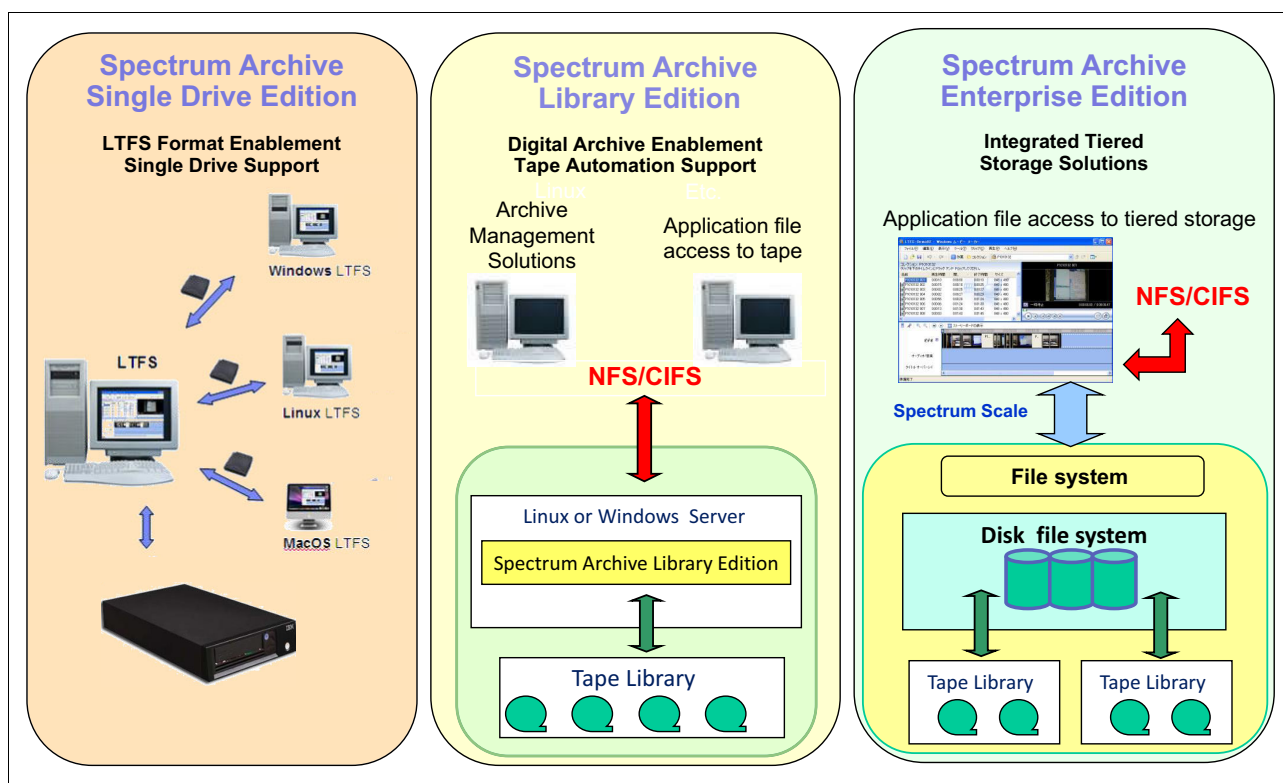 Spectrum Archive
Single Drive Edition
LTFS Format Enablement
Single Drive Support
Windows LTFS
LTFS
Linux LTFS
MacOS LTFS
IBM
Spectrum Archive
Library Edition
Digital Archive Enablement
Tape Automation Support
Linux
Etc.
Archive
Management
Solutions
Application file
access to tape
NFS/CIFS
Linux or Windows Server
Spectrum Archive Library Edition
Tape Library
Spectrum Archive
Enterprise Edition
Integrated Tiered
Storage Solutions
Application file access to tiered storage
NFS/CIFS
Spectrum Scale
File system
Disk file system
Tape Library
Tape Library